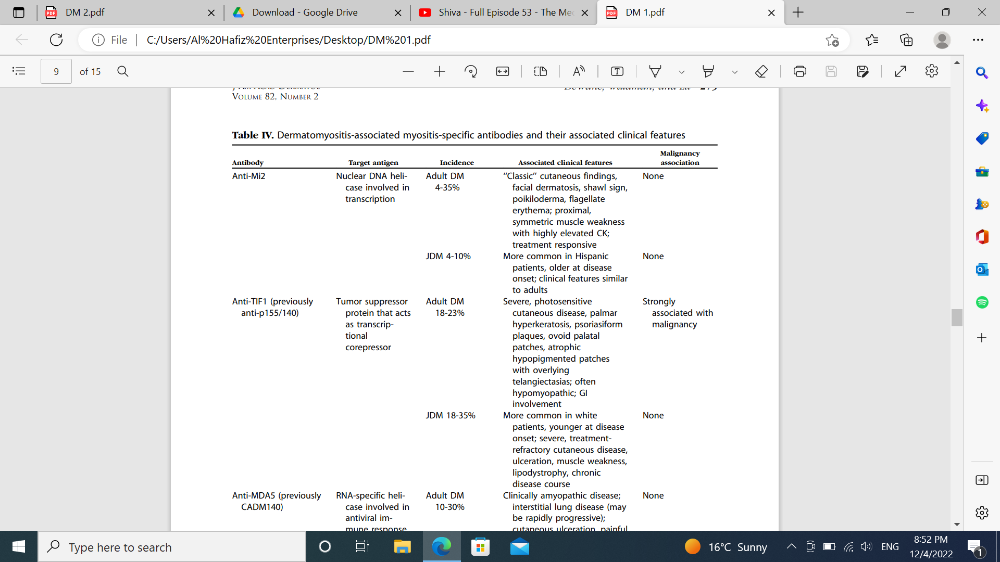 DM 2.pdf
Download - Google Drive
Shiva - Full Episode 53 - The Mec
DM 1.pdf
File
C:/Users/Al%20Hafiz%20Enterprises/Desktop/DM%201.pdf
9 of 15
J AM ACAD DERMATOL
VOLUME 82, NUMBER 2
Dewane, Waldman, and Lu 273
Table IV. Dermatomyositis-associated myositis-specific antibodies and their associated clinical features
Antibody Target antigen Incidence Associated clinical features Malignancy association
Anti-Mi2 Nuclear DNA heli- Adult DM “Classic” cutaneous findings, None
case involved in 4-35% facial dermatosis, shawl sign,
transcription poikiloderma, flagellate
erythema; proximal,
symmetric muscle weakness
with highly elevated CK;
treatment responsive
JDM 4-10% More common in Hispanic None
patients, older at disease
onset; clinical features similar
to adults
Anti-TIF1 (previously Tumor suppressor Adult DM Severe, photosensitive Strongly
anti-p155/140) protein that acts 18-23% cutaneous disease, palmar associated with
as transcrip- hyperkeratosis, psoriasiform malignancy
tional plaques, ovoid palatal
corepressor patches, atrophic
hypopigmented patches
with overlying
telangiectasias; often
hypomyopathic; GI
involvement
JDM 18-35% More common in white None
patients, younger at disease
onset; severe, treatment-
refractory cutaneous disease,
ulceration, muscle weakness,
lipodystrophy, chronic
disease course
Anti-MDA5 (previously RNA-specific heli- Adult DM Clinically amyopathic disease; None
CADM140) case involved in 10-30% interstitial lung disease (may
antiviral im- be rapidly progressive);
mune response cutaneous ulceration, painful
Type here to search
16°C Sunny
ENG
8:52 PM
12/4/2022
1